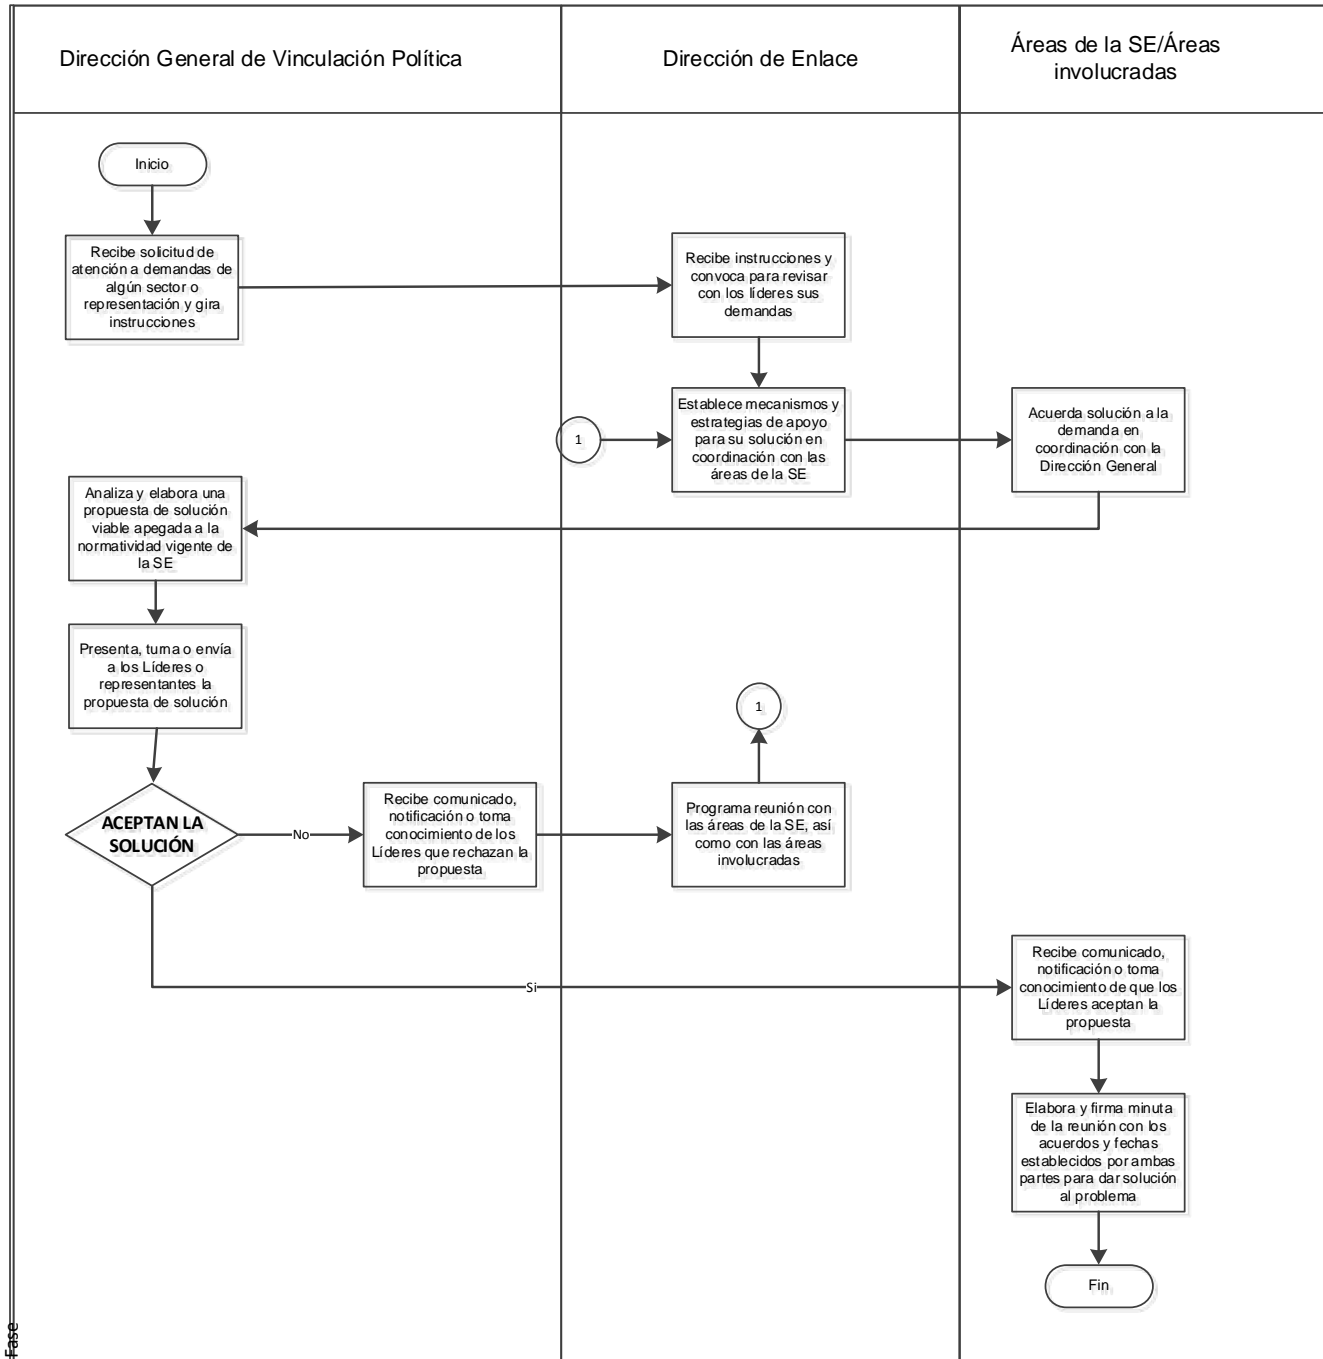 Dirección General de Vinculación Política
Dirección de Enlace
Áreas de la SE/Áreas
involucradas
Inicio
Recibe solicitud de
atención a demandas de
algún sector o
representación y gira
instrucciones
Recibe instrucciones y
convoca para revisar
con los líderes sus
demandas
1
Establece mecanismos y
estrategias de apoyo
para su solución en
coordinación con las
áreas de la SE
Acuerda solución a la
demanda en
coordinación con la
Dirección General
Analiza y elabora una
propuesta de solución
viable apegada a la
normatividad vigente de
la SE
Presenta, turna o envía
a los Líderes o
representantes la
propuesta de solución
1
ACEPTAN LA
SOLUCIÓN
No
Recibe comunicado,
notificación o toma
conocimiento de los
Líderes que rechazan la
propuesta
Programa reunión con
las áreas de la SE, así
como con las áreas
involucradas
Si
Recibe comunicado,
notificación o toma
conocimiento de que los
Líderes aceptan la
propuesta
Elabora y firma minuta
de la reunión con los
acuerdos y fechas
establecidos por ambas
partes para dar solución
al problema
Fin
Fase